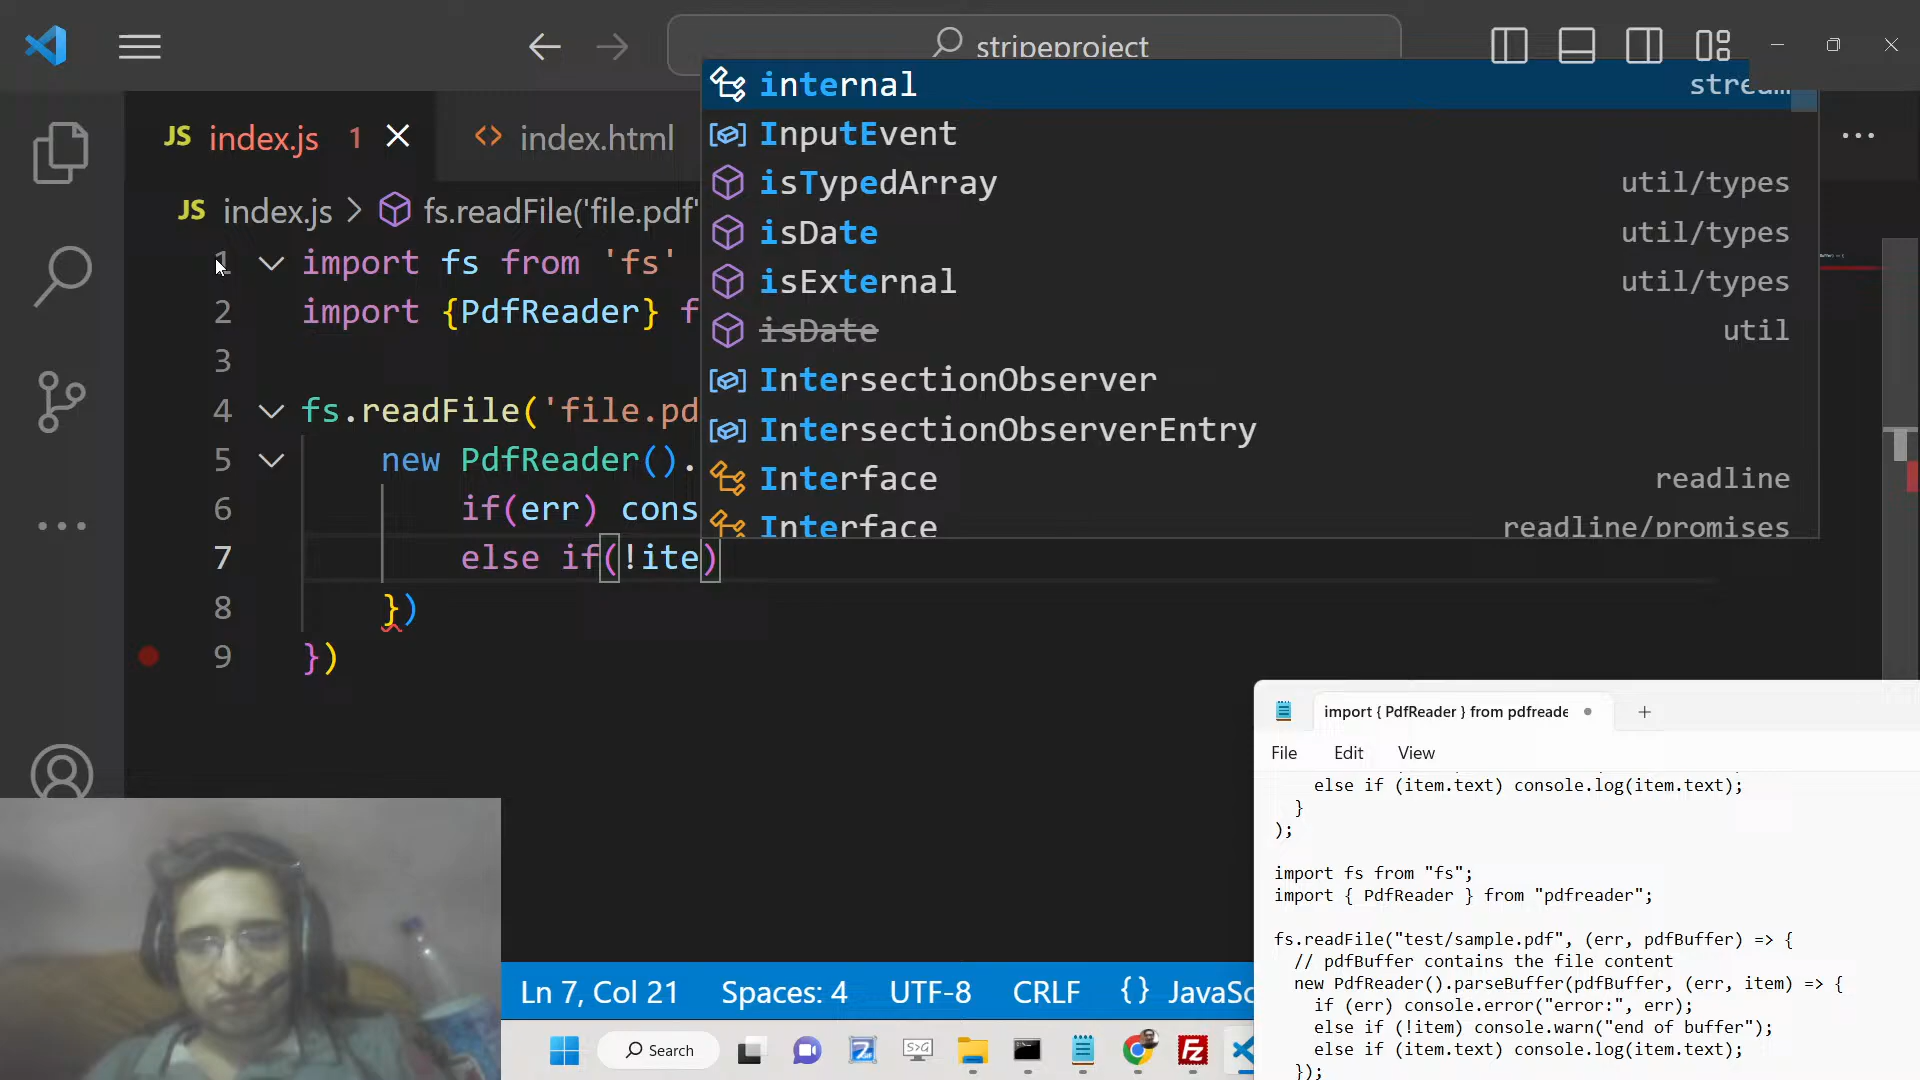 stripeproject
JS index.js 1
index.html
JS index.js > fs.readFile('file.pdf'
1 import fs from 'fs'
2 import {PdfReader} f
3
4 fs.readFile('file.pd
5 new PdfReader().
6 if(err) cons
7 else if(!ite)
8 })
9 })
internal
InputEvent
isTypedArray util/types
isDate util/types
isExternal util/types
isDate util
IntersectionObserver
IntersectionObserverEntry
Interface readline
Interface readline/promises
import { PdfReader } from pdfreade
File Edit View
else if (item.text) console.log(item.text);
}
);
import fs from "fs";
import { PdfReader } from "pdfreader";
fs.readFile("test/sample.pdf", (err, pdfBuffer) => {
// pdfBuffer contains the file content
new PdfReader().parseBuffer(pdfBuffer, (err, item) => {
if (err) console.error("error:", err);
else if (!item) console.warn("end of buffer");
else if (item.text) console.log(item.text);
});
Ln 7, Col 21 Spaces: 4 UTF-8 CRLF {} JavaSc
Search